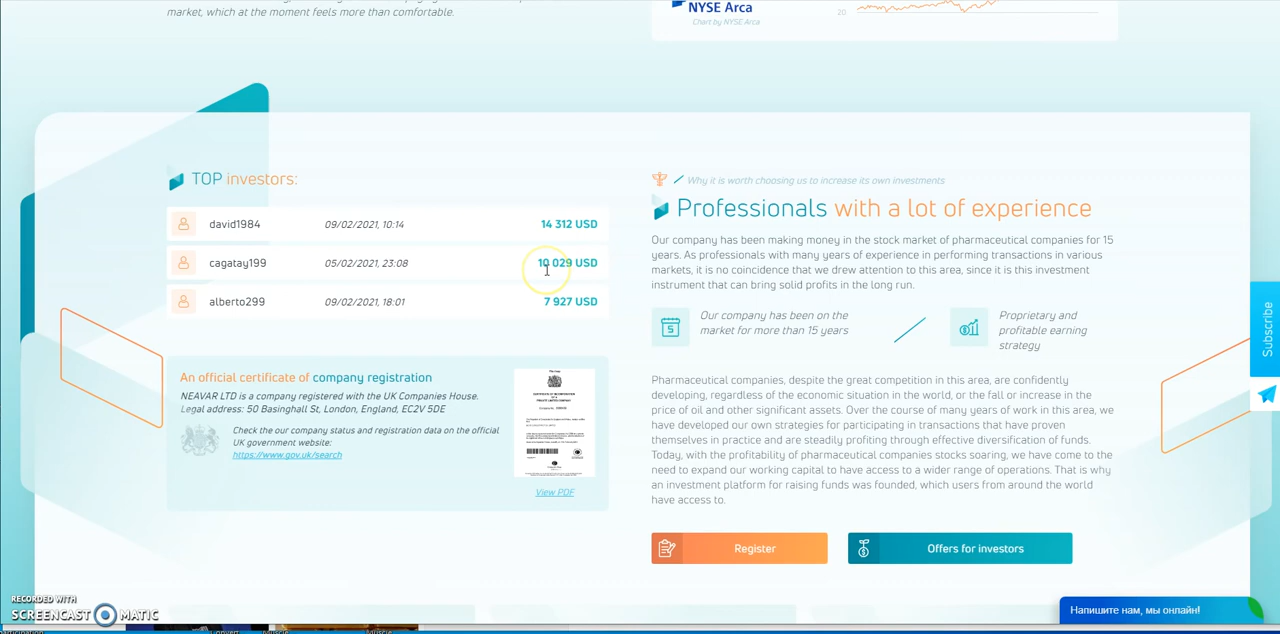 market, which at the moment feels more than comfortable.
NYSE Arca
Chart by NYSE Arca
20
TOP investors:
david1984 09/02/2021, 10:14 14 312 USD
cagatay199 05/02/2021, 23:08 10 029 USD
alberto299 09/02/2021, 18:01 7 927 USD
An official certificate of company registration
NEAVAR LTD is a company registered with the UK Companies House.
Legal address: 50 Basinghall St, London, England, EC2V 5DE
Check our company status and registration data on the official
UK government website:
https://www.gov.uk/search
View PDF
Why it is worth choosing us to increase its own investments
Professionals with a lot of experience
Our company has been making money in the stock market of pharmaceutical companies for 15
years. As professionals with many years of experience in performing transactions in various
markets, it is no coincidence that we drew attention to this area, since it is this investment
instrument that can bring solid profits in the long run.
5
Our company has been on the
market for more than 15 years
Proprietary and
profitable earning
strategy
Pharmaceutical companies, despite the great competition in this area, are confidently
developing, regardless of the economic situation in the world, or the fall or increase in the
price of oil and other significant assets. Over the course of many years of work in this area, we
have developed our own strategies for participating in transactions that have proven
themselves in practice and are steadily profiting through effective diversification of funds.
Today, with the profitability of pharmaceutical companies stocks soaring, we have come to the
need to expand our working capital to have access to a wider range of operations. That is why
an investment platform for raising funds was founded, which users from around the world
have access to.
Register
Offers for investors
Subscribe
Напишите нам, мы онлайн!
RECORDED WITH
SCREENCAST MATIC